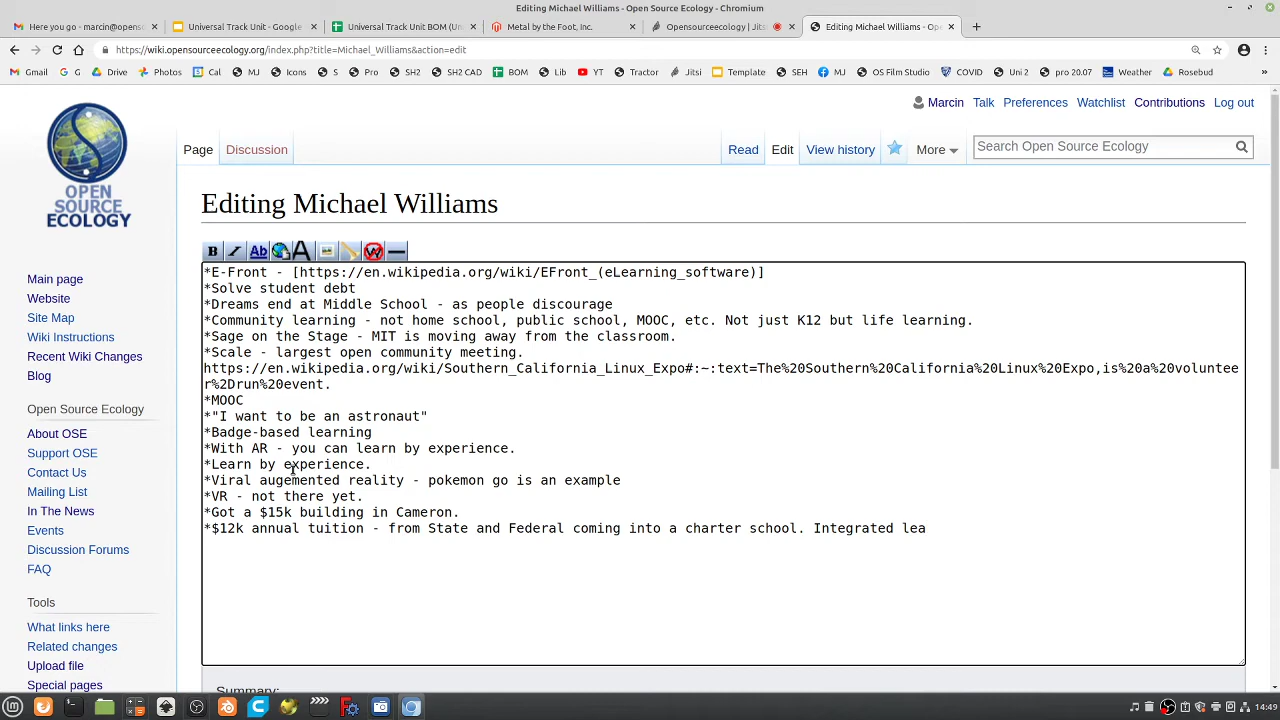 Editing Michael Williams - Open Source Ecology - Chromium
Here you go - marcin@opens
Universal Track Unit - Google
Universal Track Unit BOM (Un
Metal by the Foot, Inc.
Opensourceecology | Jits
Editing Michael Williams - Op
https://wiki.opensourceecology.org/index.php?title=Michael_Williams&action=edit
Gmail G Drive Photos Cal MJ Icons S Pro SH2 SH2 CAD BOM Lib YT Tractor Jitsi Template SEH MJ OS Film Studio COVID Uni 2 pro 20.07 Weather Rosebud »
Marcin Talk Preferences Watchlist Contributions Log out
Page Discussion Read Edit View history More Search Open Source Ecology
OPEN
SOURCE
ECOLOGY
Editing Michael Williams
B I Ab A W
Main page
Website
Site Map
Wiki Instructions
Recent Wiki Changes
Blog
Open Source Ecology
About OSE
Support OSE
Contact Us
Mailing List
In The News
Events
Discussion Forums
FAQ
Tools
What links here
Related changes
Upload file
Special pages
*E-Front - [https://en.wikipedia.org/wiki/EFront_(eLearning_software)]
*Solve student debt
*Dreams end at Middle School - as people discourage
*Community learning - not home school, public school, MOOC, etc. Not just K12 but life learning.
*Sage on the Stage - MIT is moving away from the classroom.
*Scale - largest open community meeting.
https://en.wikipedia.org/wiki/Southern_California_Linux_Expo#:~:text=The%20Southern%20California%20Linux%20Expo,is%20a%20voluntee
r%2Drun%20event.
*MOOC
*"I want to be an astronaut"
*Badge-based learning
*With AR - you can learn by experience.
*Learn by experience.
*Viral augemented reality - pokemon go is an example
*VR - not there yet.
*Got a $15k building in Cameron.
*$12k annual tuition - from State and Federal coming into a charter school. Integrated lea
Summary:
14:49